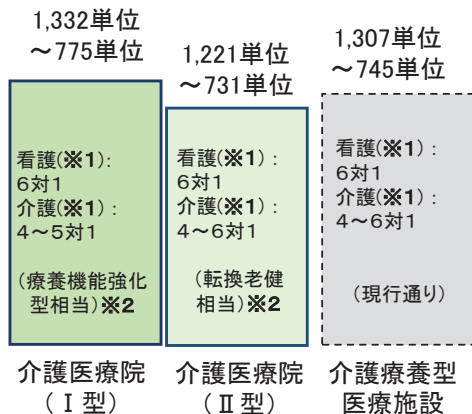 1,332単位
～775単位
1,221単位
～731単位
1,307単位
～745単位
看護(※1)：
6対1
介護(※1)：
4～5対1
(療養機能強化
型相当)※2
看護(※1)：
6対1
介護(※1)：
4～6対1
(転換老健
相当)※2
看護(※1)：
6対1
介護(※1)：
4～6対1
(現行通り)
介護医療院
（Ⅰ型）
介護医療院
（Ⅱ型）
介護療養型
医療施設